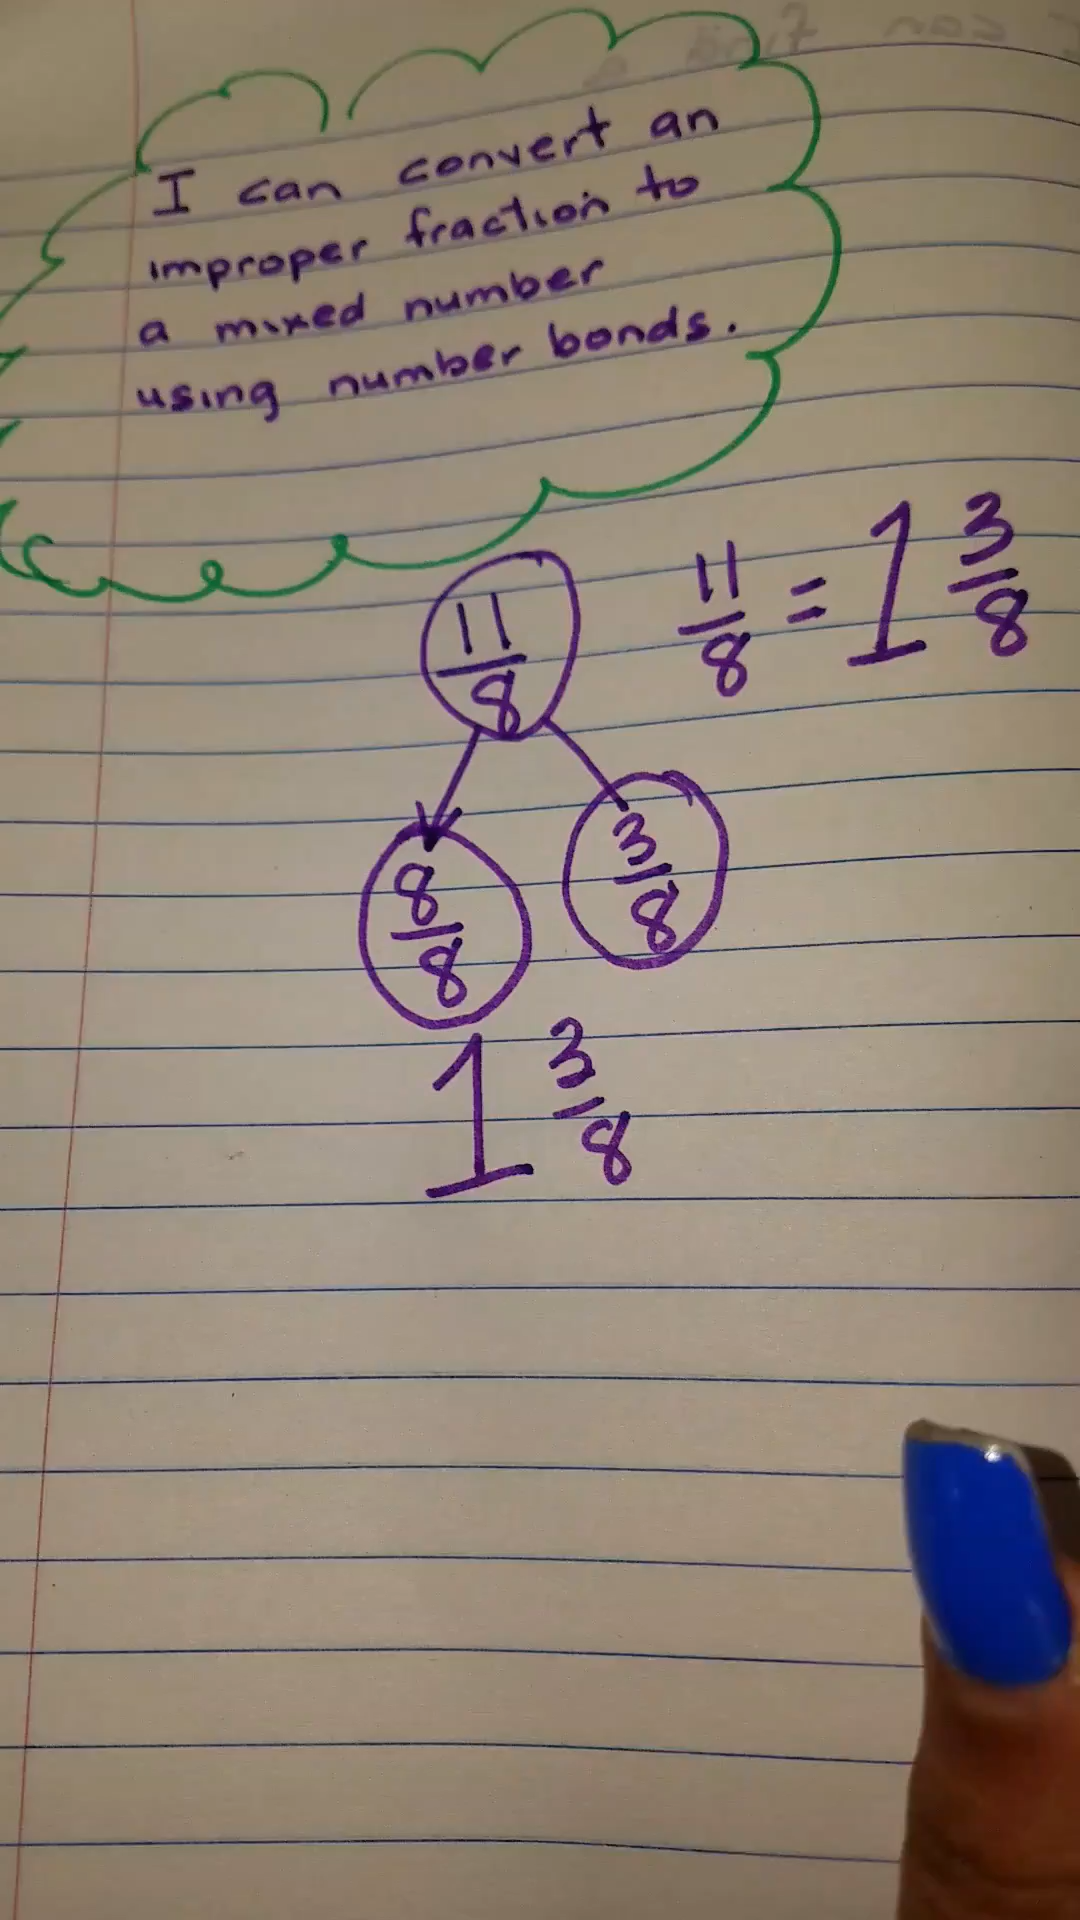 I can convert an
improper fraction to
a mixed number
using number bonds.
11/8
11/8 = 1 3/8
8/8 3/8
1 3/8